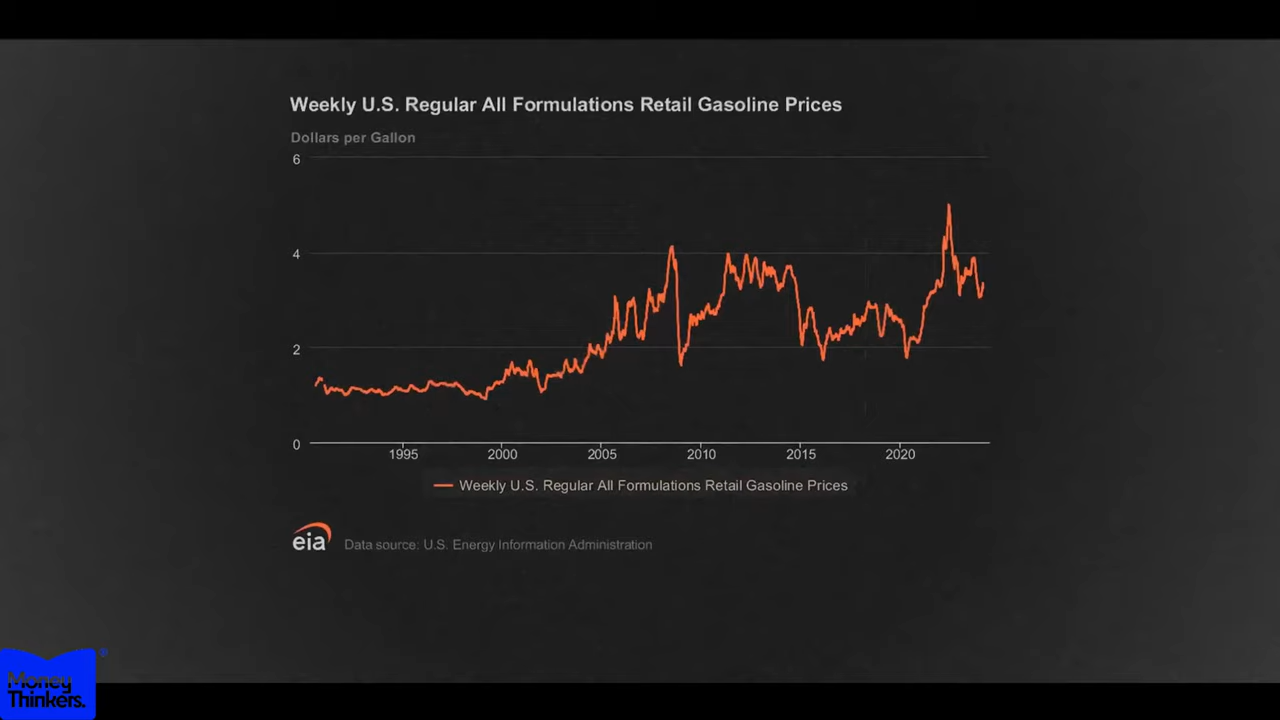 Weekly U.S. Regular All Formulations Retail Gasoline Prices
Dollars per Gallon
6
4
2
0
1995 2000 2005 2010 2015 2020
Weekly U.S. Regular All Formulations Retail Gasoline Prices
eia Data source: U.S. Energy Information Administration
Money
Thinkers.
®